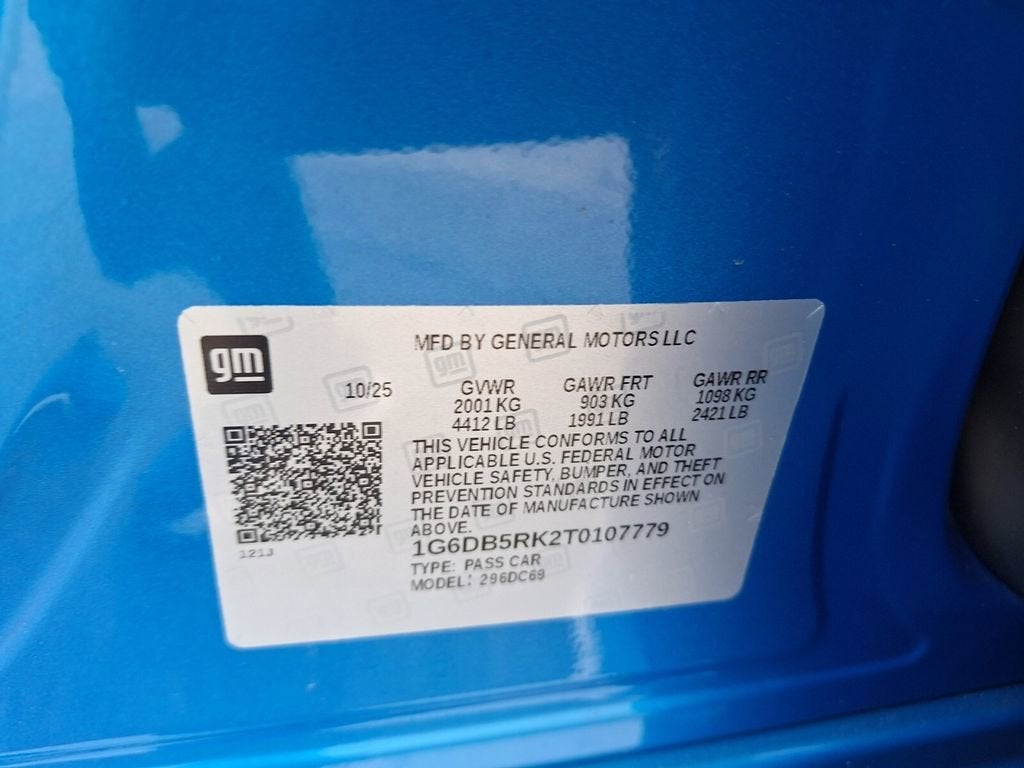 gm
MFD BY GENERAL MOTORS LLC
10/25 GVWR GAWR FRT GAWR RR
2001 KG 903 KG 1098 KG
4412 LB 1991 LB 2421 LB
THIS VEHICLE CONFORMS TO ALL
APPLICABLE U.S. FEDERAL MOTOR
VEHICLE SAFETY, BUMPER, AND THEFT
PREVENTION STANDARDS IN EFFECT ON
THE DATE OF MANUFACTURE SHOWN
ABOVE.
1G6DB5RK2T0107779
TYPE: PASS CAR
MODEL: 296DC69
121J